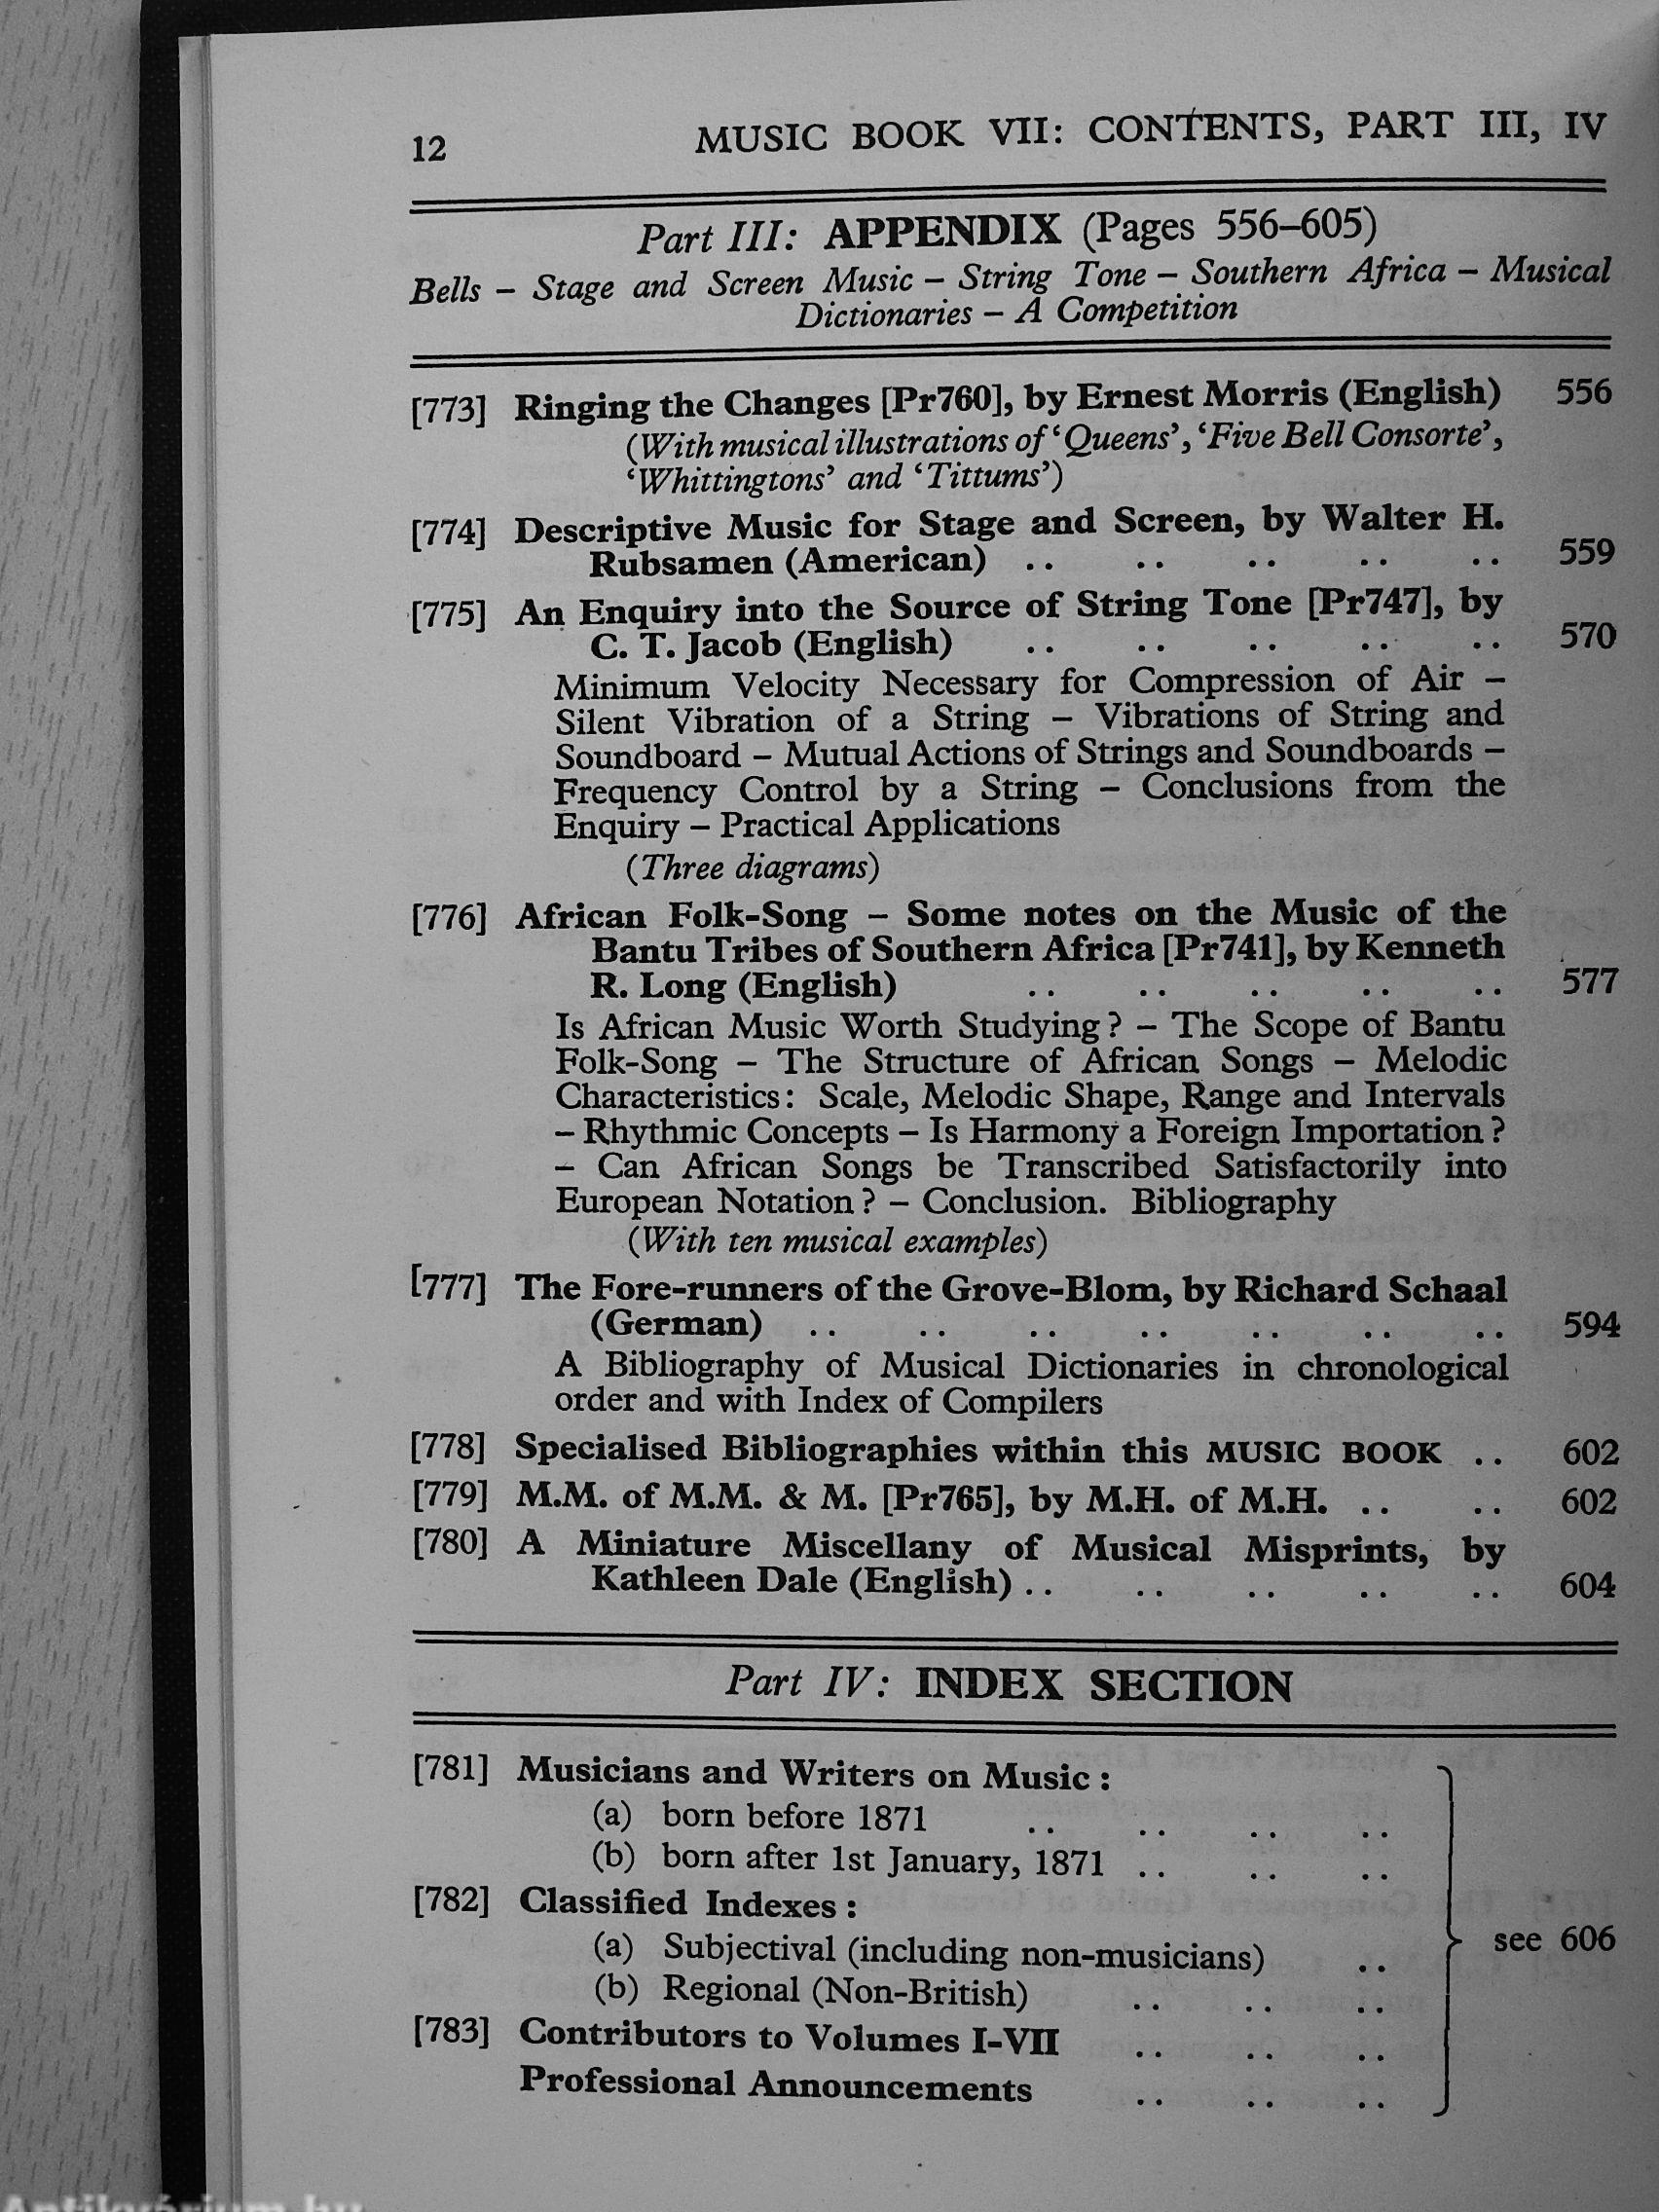 12 MUSIC BOOK VII: CONTENTS, PART III, IV
Part III: APPENDIX (Pages 556–605)
Bells – Stage and Screen Music – String Tone – Southern Africa – Musical
Dictionaries – A Competition
[773] Ringing the Changes [Pr760], by Ernest Morris (English) 556
(With musical illustrations of ‘Queens’, ‘Five Bell Consorte’,
‘Whittingtons’ and ‘Tittums’)
[774] Descriptive Music for Stage and Screen, by Walter H.
Rubsamen (American) .. .. .. .. .. 559
[775] An Enquiry into the Source of String Tone [Pr747], by
C. T. Jacob (English) .. .. .. .. .. 570
Minimum Velocity Necessary for Compression of Air –
Silent Vibration of a String – Vibrations of String and
Soundboard – Mutual Actions of Strings and Soundboards –
Frequency Control by a String – Conclusions from the
Enquiry – Practical Applications
(Three diagrams)
[776] African Folk-Song – Some notes on the Music of the
Bantu Tribes of Southern Africa [Pr741], by Kenneth
R. Long (English) .. .. .. .. .. 577
Is African Music Worth Studying? – The Scope of Bantu
Folk-Song – The Structure of African Songs – Melodic
Characteristics: Scale, Melodic Shape, Range and Intervals
– Rhythmic Concepts – Is Harmony a Foreign Importation?
– Can African Songs be Transcribed Satisfactorily into
European Notation? – Conclusion. Bibliography
(With ten musical examples)
[777] The Fore-runners of the Grove-Blom, by Richard Schaal
(German) .. .. .. .. .. .. .. 594
A Bibliography of Musical Dictionaries in chronological
order and with Index of Compilers
[778] Specialised Bibliographies within this MUSIC BOOK .. 602
[779] M.M. of M.M. & M. [Pr765], by M.H. of M.H. .. .. 602
[780] A Miniature Miscellany of Musical Misprints, by
Kathleen Dale (English) .. .. .. .. .. 604
Part IV: INDEX SECTION
[781] Musicians and Writers on Music:
(a) born before 1871 .. .. .. ..
(b) born after 1st January, 1871 .. .. ..
[782] Classified Indexes:
(a) Subjectival (including non-musicians) ..
see 606
(b) Regional (Non-British) .. .. ..
[783] Contributors to Volumes I–VII .. .. ..
Professional Announcements .. .. ..
Antikvárium.hu